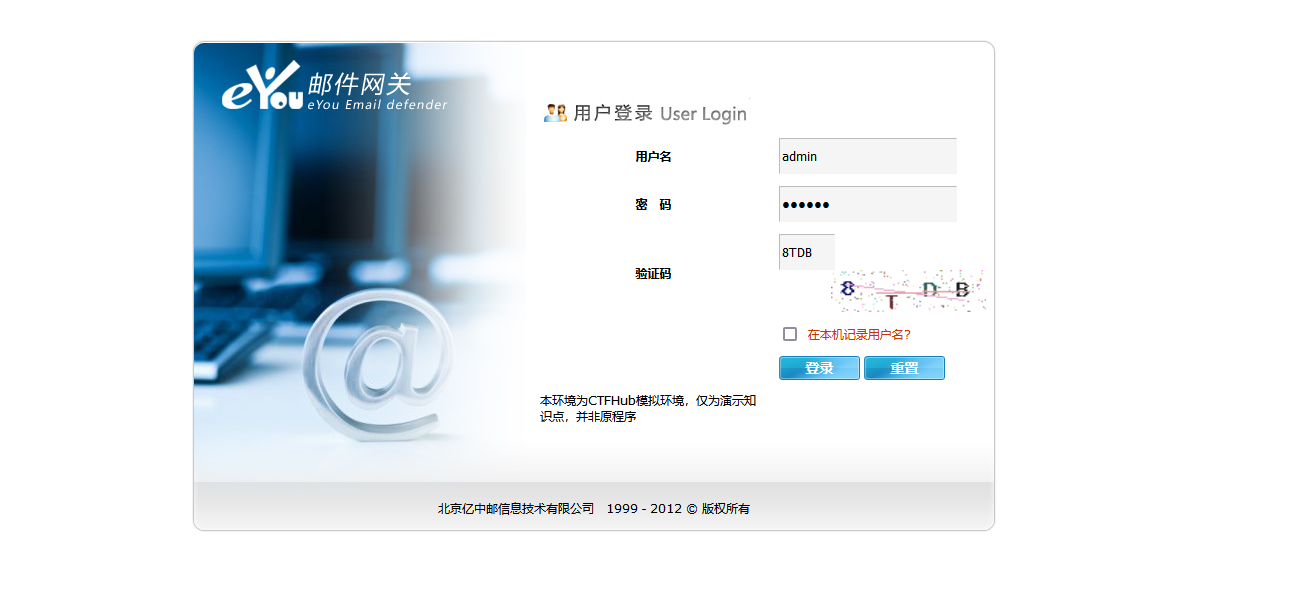 eYou 邮件网关
eYou Email defender
用户登录 User Login
用户名
admin
密 码
••••••
8TDB
验证码
8 T D B
在本机记录用户名?
登录 重置
本环境为CTFHub模拟环境，仅为演示知
识点，并非原程序
北京亿中邮信息技术有限公司 1999 - 2012 © 版权所有